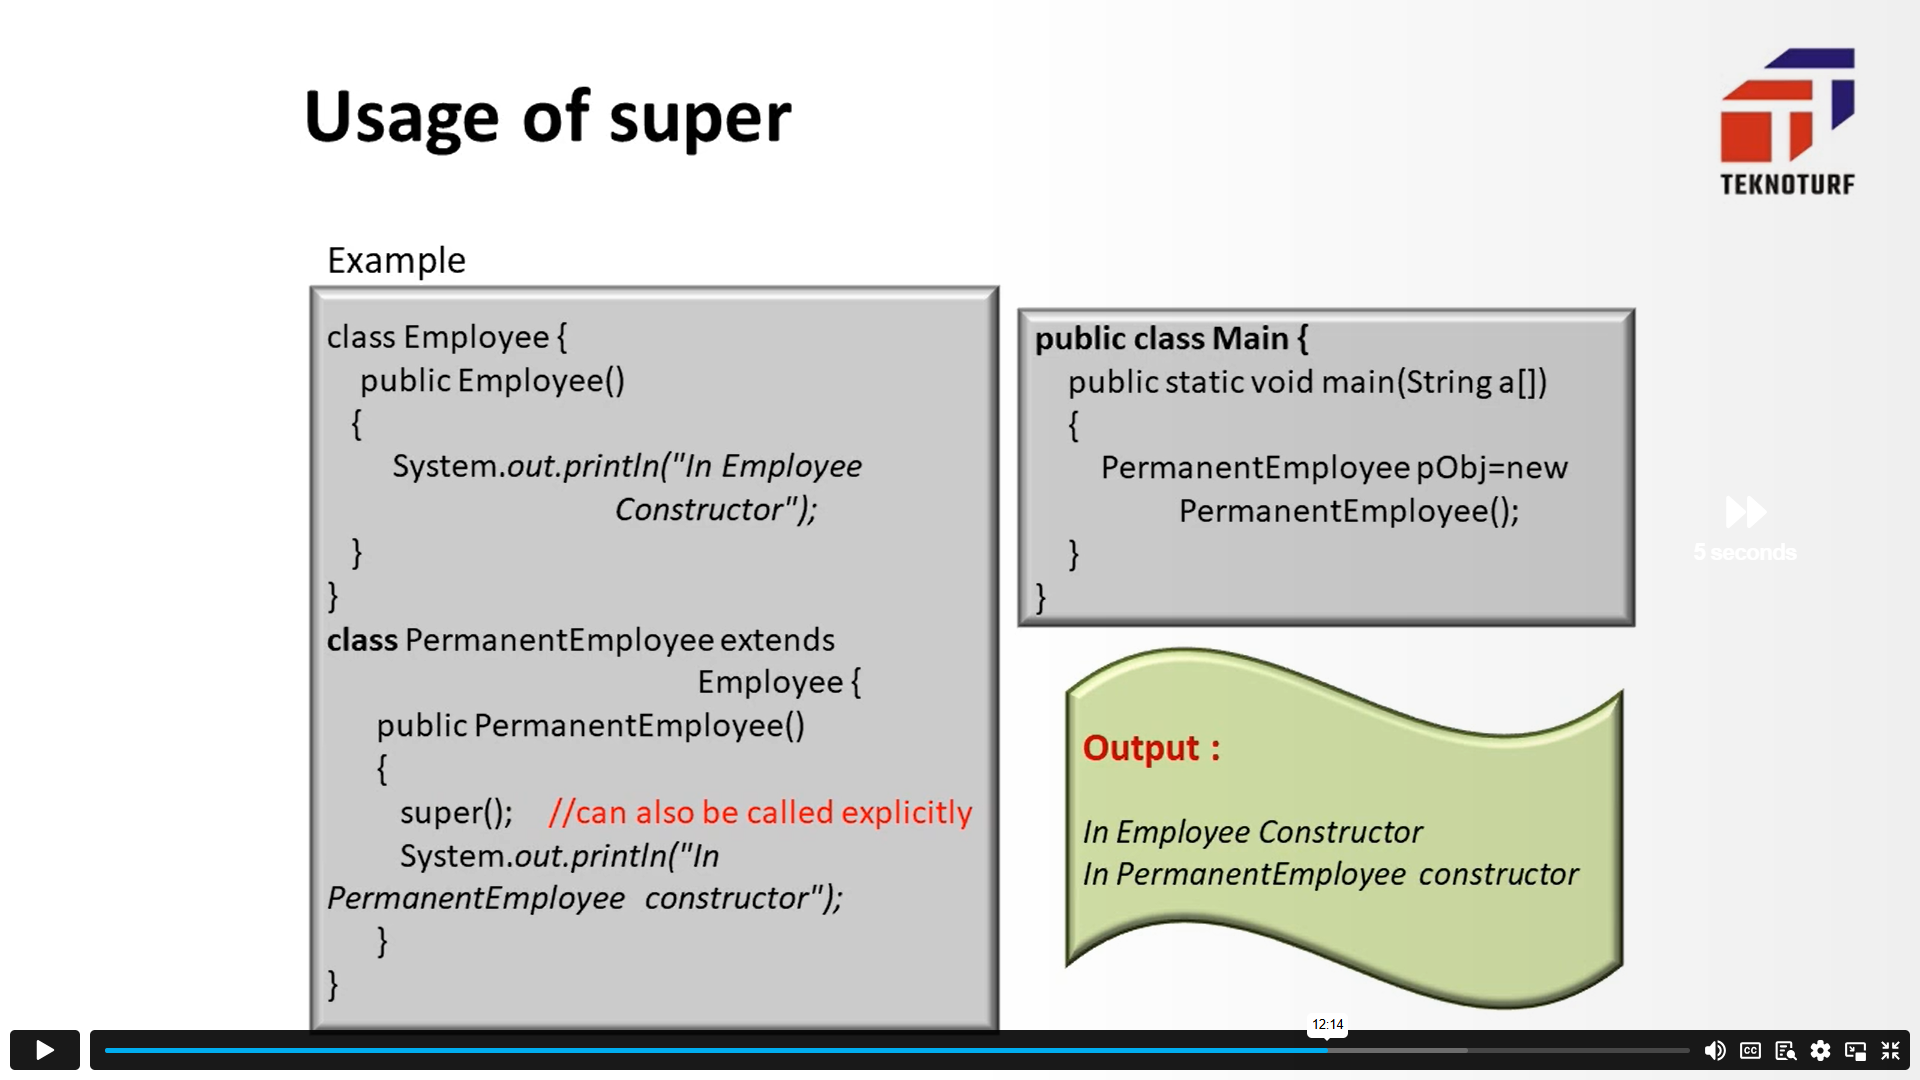 Usage of super
TEKNOTURF
Example
class Employee {
public Employee()
{
System.out.println("In Employee
Constructor");
}
}
class PermanentEmployee extends
Employee {
public PermanentEmployee()
{
super(); //can also be called explicitly
System.out.println("In
PermanentEmployee constructor");
}
}
public class Main {
public static void main(String a[])
{
PermanentEmployee pObj=new
PermanentEmployee();
}
}
5 seconds
Output :
In Employee Constructor
In PermanentEmployee constructor
12:14
CC